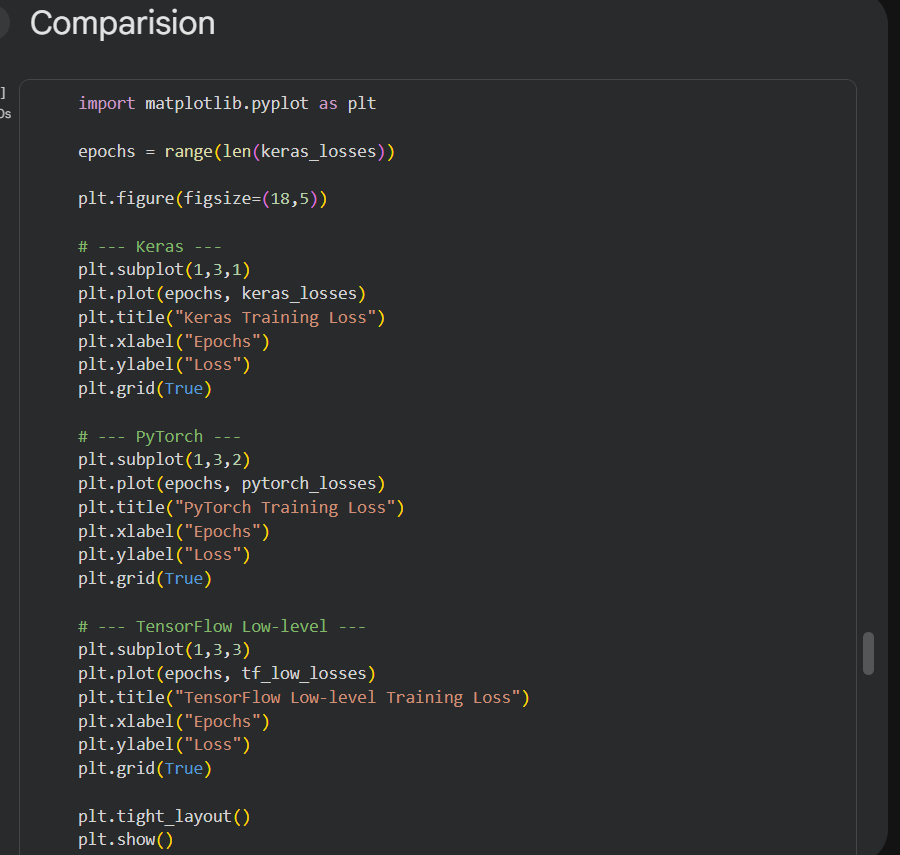 Comparision
]
0s
import matplotlib.pyplot as plt
epochs = range(len(keras_losses))
plt.figure(figsize=(18,5))
# --- Keras ---
plt.subplot(1,3,1)
plt.plot(epochs, keras_losses)
plt.title("Keras Training Loss")
plt.xlabel("Epochs")
plt.ylabel("Loss")
plt.grid(True)
# --- PyTorch ---
plt.subplot(1,3,2)
plt.plot(epochs, pytorch_losses)
plt.title("PyTorch Training Loss")
plt.xlabel("Epochs")
plt.ylabel("Loss")
plt.grid(True)
# --- TensorFlow Low-level ---
plt.subplot(1,3,3)
plt.plot(epochs, tf_low_losses)
plt.title("TensorFlow Low-level Training Loss")
plt.xlabel("Epochs")
plt.ylabel("Loss")
plt.grid(True)
plt.tight_layout()
plt.show()